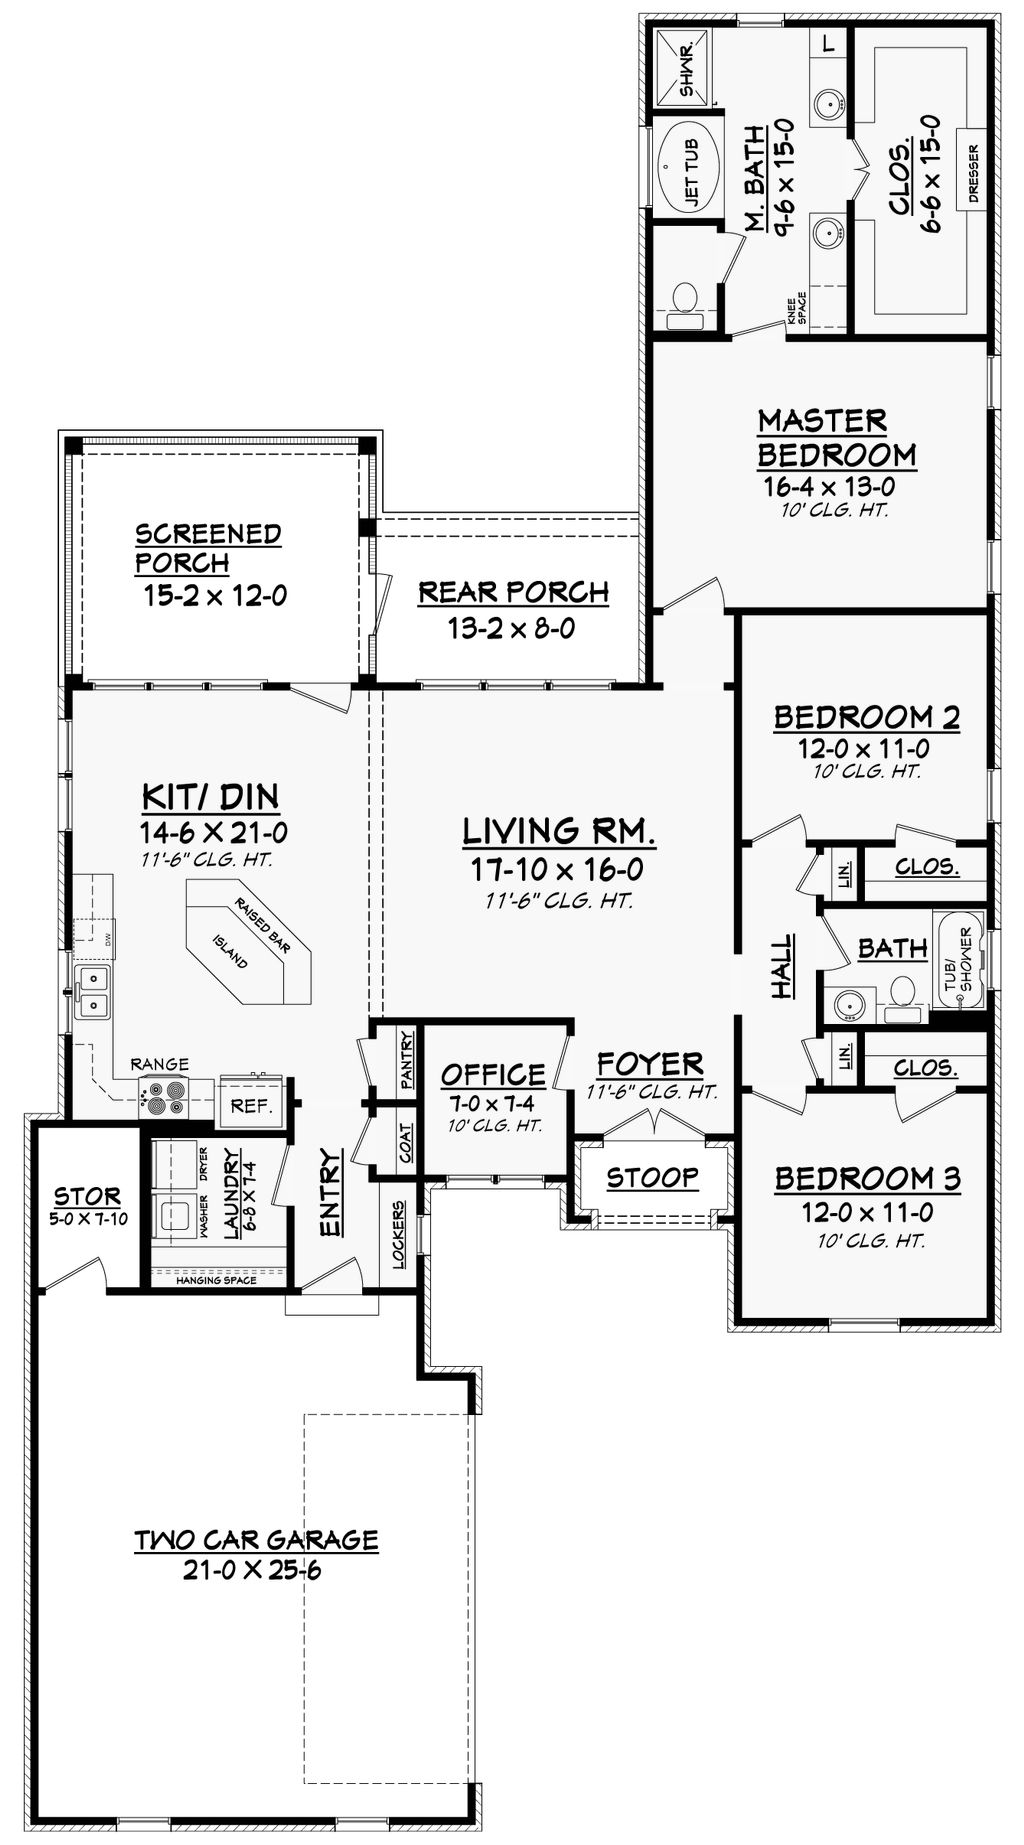 L
SHWR.
JET TUB
M. BATH
9-6 x 15-0
CLOS.
6-6 x 15-0
DRESSER
KNEE
SPACE
MASTER
BEDROOM
16-4 x 13-0
10' CLG. HT.
SCREENED
PORCH
15-2 x 12-0
REAR PORCH
13-2 x 8-0
BEDROOM 2
12-0 x 11-0
10' CLG. HT.
KIT/ DIN
14-6 X 21-0
11'-6" CLG. HT.
LIVING RM.
17-10 x 16-0
11'-6" CLG. HT.
LIN.
CLOS.
RAISED BAR
ISLAND
D/W
HALL
BATH
TUB/
SHOWER
RANGE
REF.
PANTRY
OFFICE
7-0 x 7-4
10' CLG. HT.
FOYER
11'-6" CLG. HT.
LIN.
CLOS.
COAT
STOOP
BEDROOM 3
12-0 x 11-0
10' CLG. HT.
STOR
5-0 X 7-10
DRYER
WASHER
LAUNDRY
6-8 X 7-4
HANGING SPACE
ENTRY
LOCKERS
TWO CAR GARAGE
21-0 X 25-6